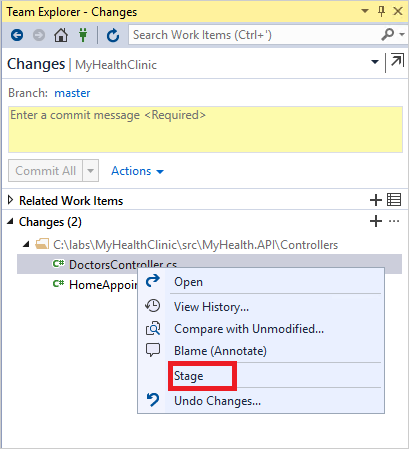 Team Explorer - Changes
Search Work Items (Ctrl+')
Changes | MyHealthClinic
Branch: master
Enter a commit message <Required>
Commit All Actions
Related Work Items
Changes (2)
C:\labs\MyHealthClinic\src\MyHealth.API\Controllers
C# DoctorsController.cs
C# HomeAppoin
Open
View History...
Compare with Unmodified...
Blame (Annotate)
Stage
Undo Changes...